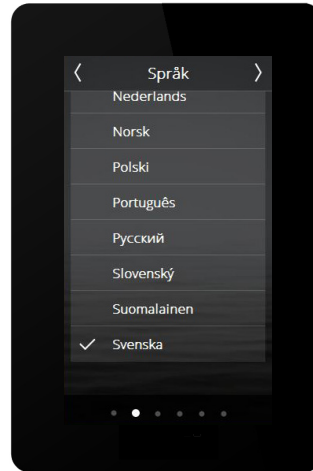 Språk
Nederlands
Norsk
Polski
Português
Русский
Slovenský
Suomalainen
Svenska